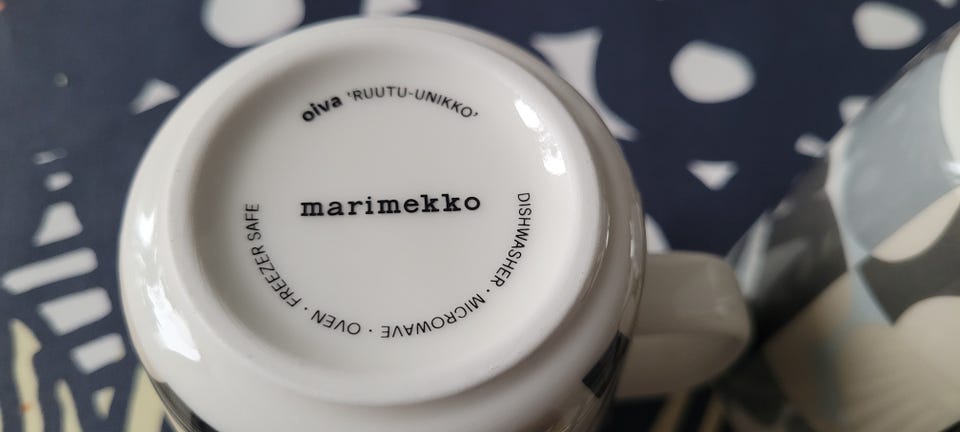 oiva 'RUUTU-UNIKKO'
marimekko
DISHWASHER · MICROWAVE · OVEN · FREEZER SAFE